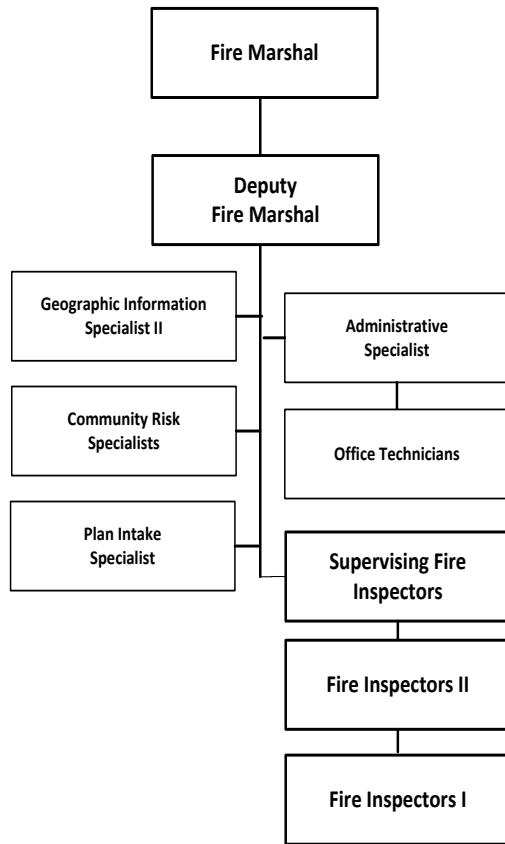 Fire Marshal
Deputy
Fire Marshal
Geographic Information
Specialist II
Administrative
Specialist
Community Risk
Specialists
Office Technicians
Plan Intake
Specialist
Supervising Fire
Inspectors
Fire Inspectors II
Fire Inspectors I